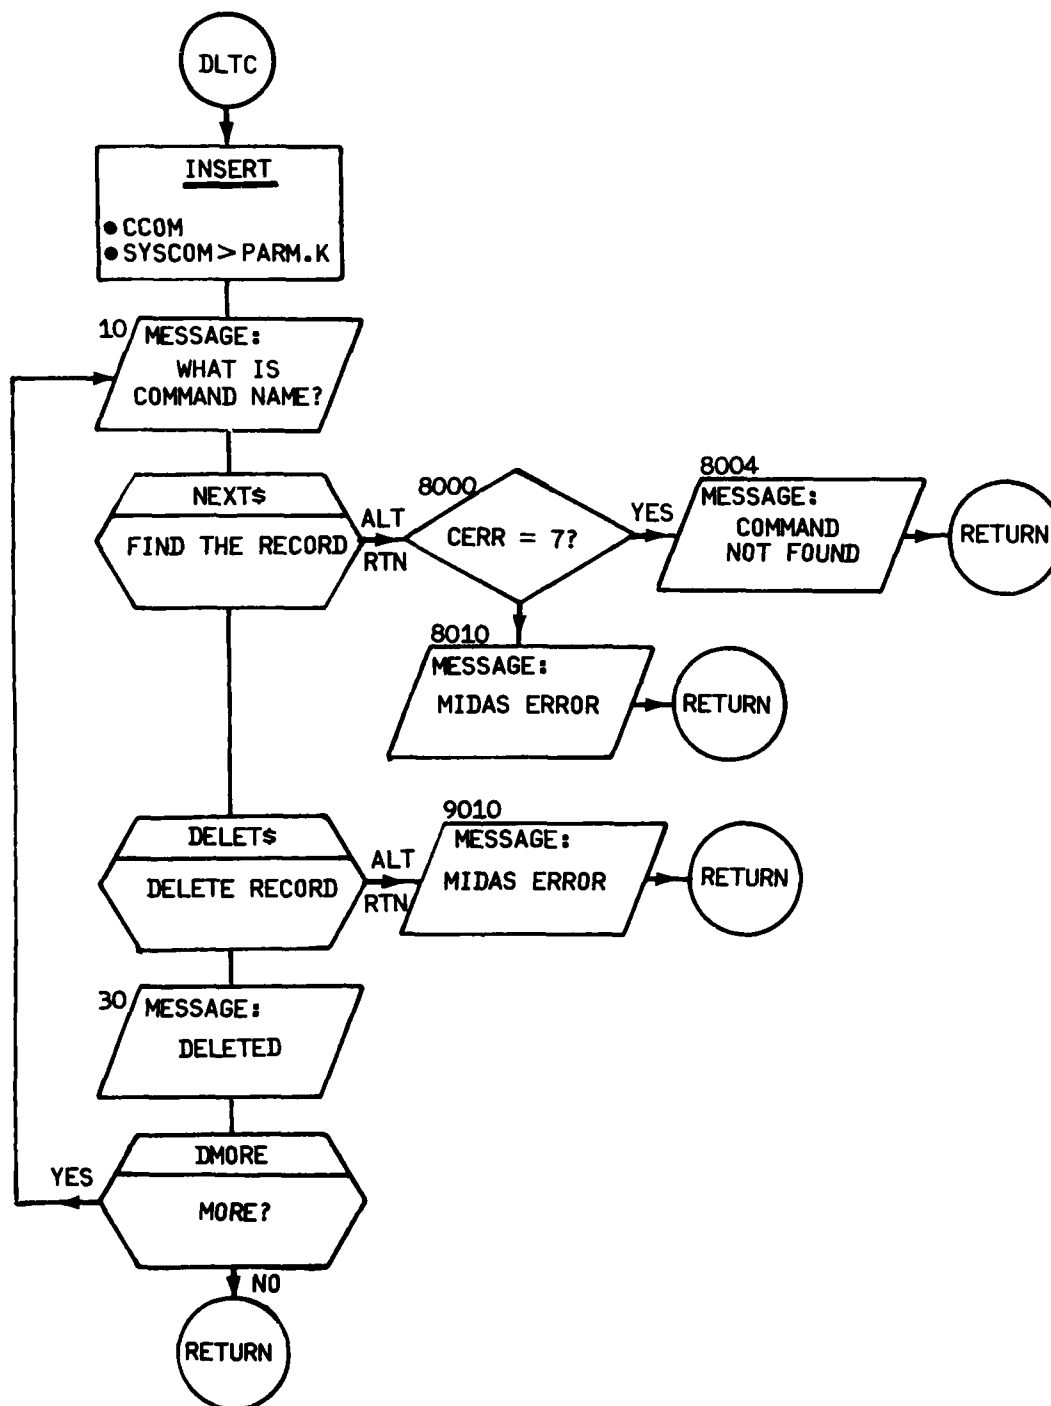 DLTC
INSERT
● CCOM
● SYSCOM > PARM.K
10
MESSAGE:
WHAT IS
COMMAND NAME?
NEXT$
FIND THE RECORD
ALT
RTN
8000
CERR = 7?
YES
8004
MESSAGE:
COMMAND
NOT FOUND
RETURN
8010
MESSAGE:
MIDAS ERROR
RETURN
DELET$
DELETE RECORD
ALT
RTN
9010
MESSAGE:
MIDAS ERROR
RETURN
30
MESSAGE:
DELETED
DMORE
MORE?
YES
NO
RETURN